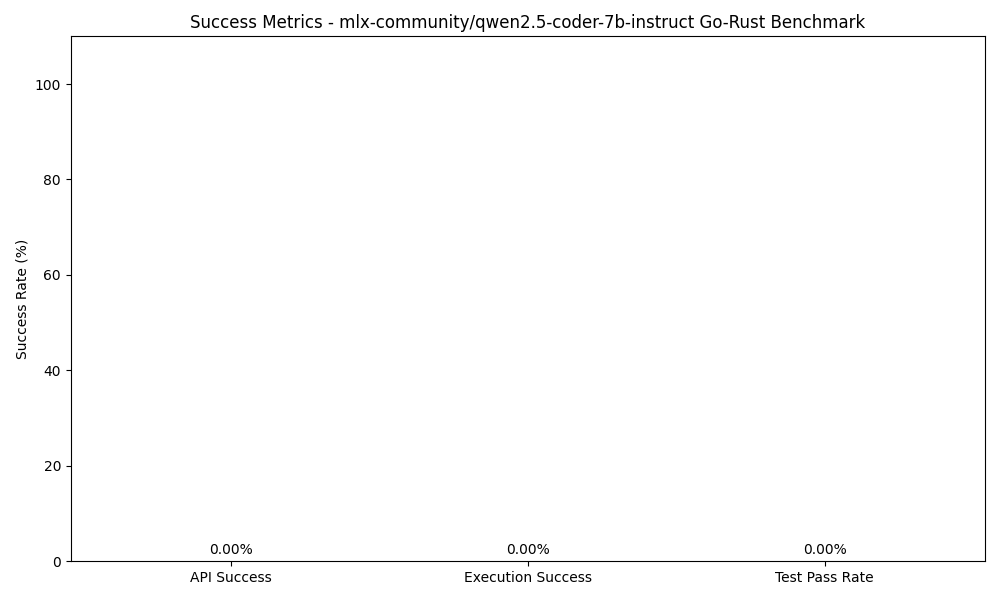 Success Metrics - mlx-community/qwen2.5-coder-7b-instruct Go-Rust Benchmark
Success Rate (%)
100
80
60
40
20
0
0.00% 0.00% 0.00%
API Success Execution Success Test Pass Rate